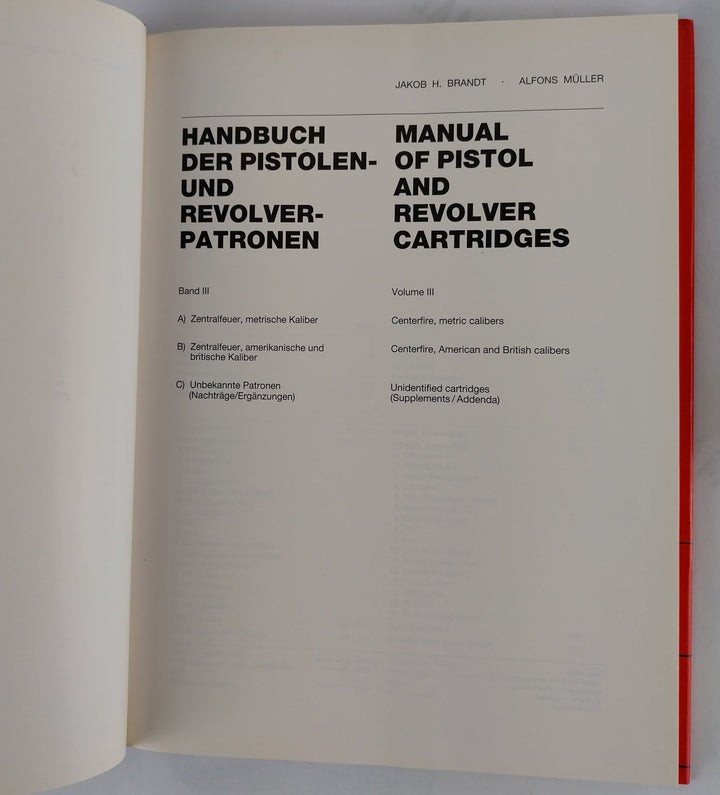 JAKOB H. BRANDT · ALFONS MÜLLER
HANDBUCH
DER PISTOLEN-
UND
REVOLVER-
PATRONEN
MANUAL
OF PISTOL
AND
REVOLVER
CARTRIDGES
Band III
A) Zentralfeuer, metrische Kaliber
B) Zentralfeuer, amerikanische und
britische Kaliber
C) Unbekannte Patronen
(Nachträge/Ergänzungen)
Volume III
Centerfire, metric calibers
Centerfire, American and British calibers
Unidentified cartridges
(Supplements/Addenda)